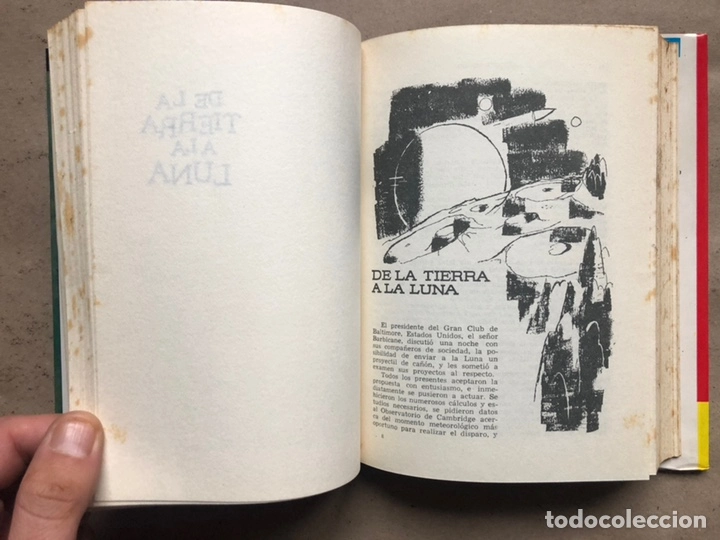 DE LA
TIERRA
A LA
LUNA
DE LA TIERRA
A LA LUNA
El presidente del Gran Club de
Baltimore, Estados Unidos, el señor
Barbicane, discutió una noche con
sus compañeros de sociedad, la po-
sibilidad de enviar a la Luna un
proyectil de cañón, y les sometió a
examen sus proyectos al respecto.
Todos los presentes aceptaron la
propuesta con entusiasmo, e inme-
diatamente se pusieron a actuar. Se
hicieron los numerosos cálculos y es-
tudios necesarios, se pidieron datos
al Observatorio de Cambridge acer-
ca del momento meteorológico más
oportuno para realizar el disparo, y
todocoleccion